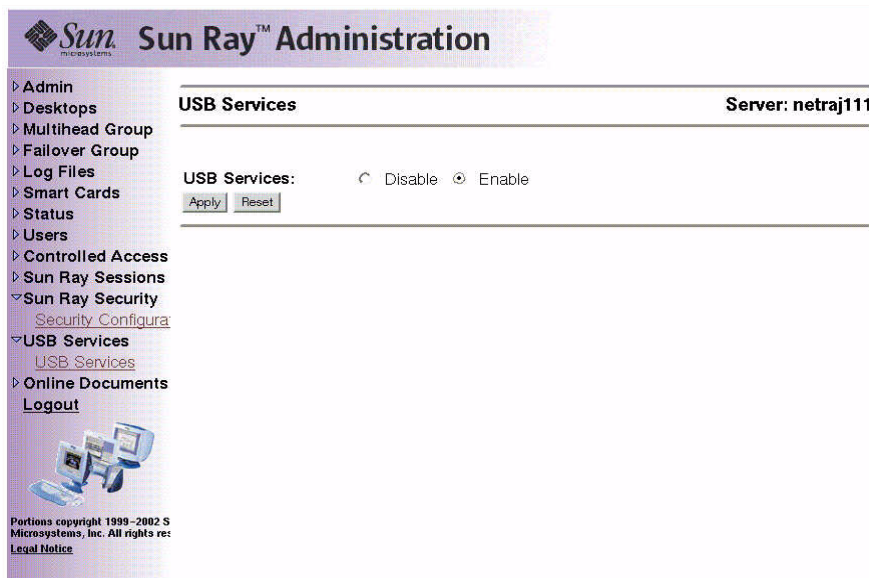 Sun microsystems Sun Ray™ Administration
Admin
Desktops
Multihead Group
Failover Group
Log Files
Smart Cards
Status
Users
Controlled Access
Sun Ray Sessions
Sun Ray Security
Security Configura
USB Services
USB Services
Online Documents
Logout
Portions copyright 1999-2002 S
Microsystems, Inc. All rights res
Legal Notice
USB Services Server: netraj111
USB Services: Disable Enable
Apply Reset